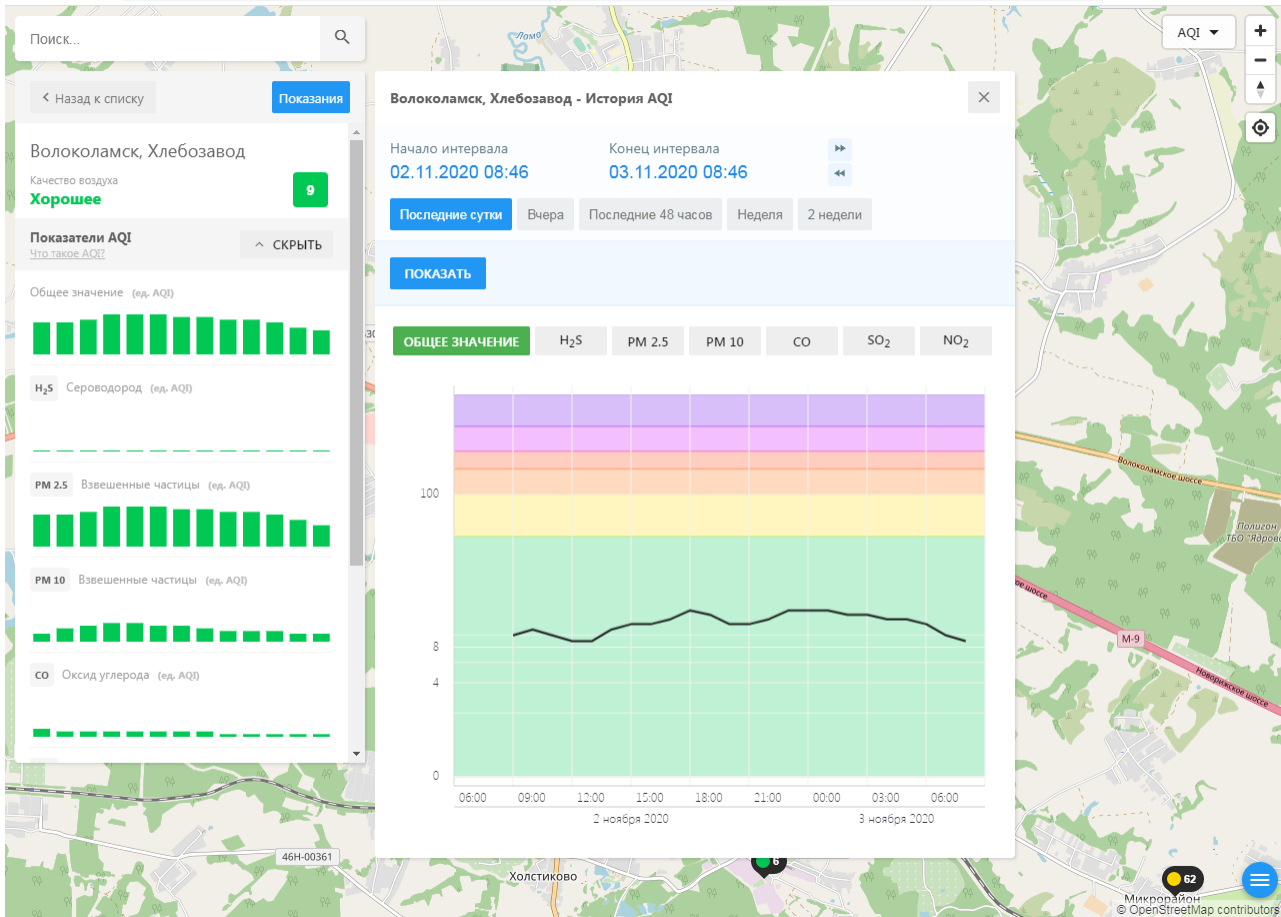 Поиск...
Ломо
AQI
Назад к списку
Показания
Волоколамск, Хлебозавод
Качество воздуха
Хорошее
9
Показатели AQI
Что такое AQI?
СКРЫТЬ
Общее значение (ед. AQI)
H2S Сероводород (ед. AQI)
PM 2.5 Взвешенные частицы (ед. AQI)
PM 10 Взвешенные частицы (ед. AQI)
CO Оксид углерода (ед. AQI)
Волоколамск, Хлебозавод - История AQI
Начало интервала
Конец интервала
02.11.2020 08:46
03.11.2020 08:46
Последние сутки
Вчера
Последние 48 часов
Неделя
2 недели
ПОКАЗАТЬ
ОБЩЕЕ ЗНАЧЕНИЕ
H2S
PM 2.5
PM 10
CO
SO2
NO2
100
8
4
0
06:00 09:00 12:00 15:00 18:00 21:00 00:00 03:00 06:00
2 ноября 2020
3 ноября 2020
Волоколамское шоссе
Полигон
ТБО "Ядрово
шоссе
М-9
Новорижское шоссе
46Н-00361
6
Холстиково
62
Микрорайон
© OpenStreetMap contributors